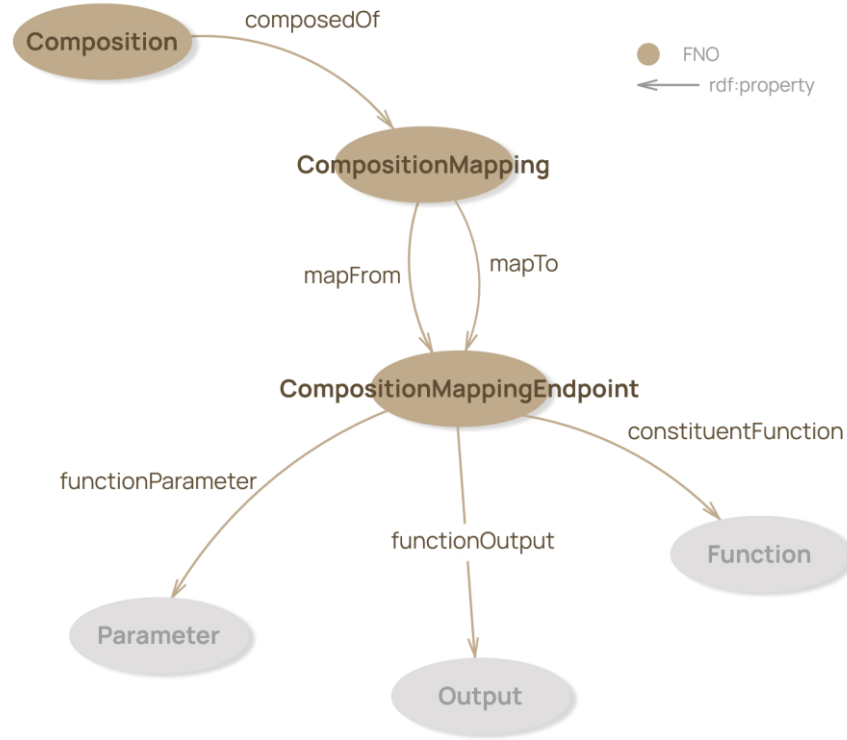 composedOf
Composition
FNO
rdf:property
CompositionMapping
mapFrom
mapTo
CompositionMappingEndpoint
constituentFunction
functionParameter
functionOutput
Function
Parameter
Output